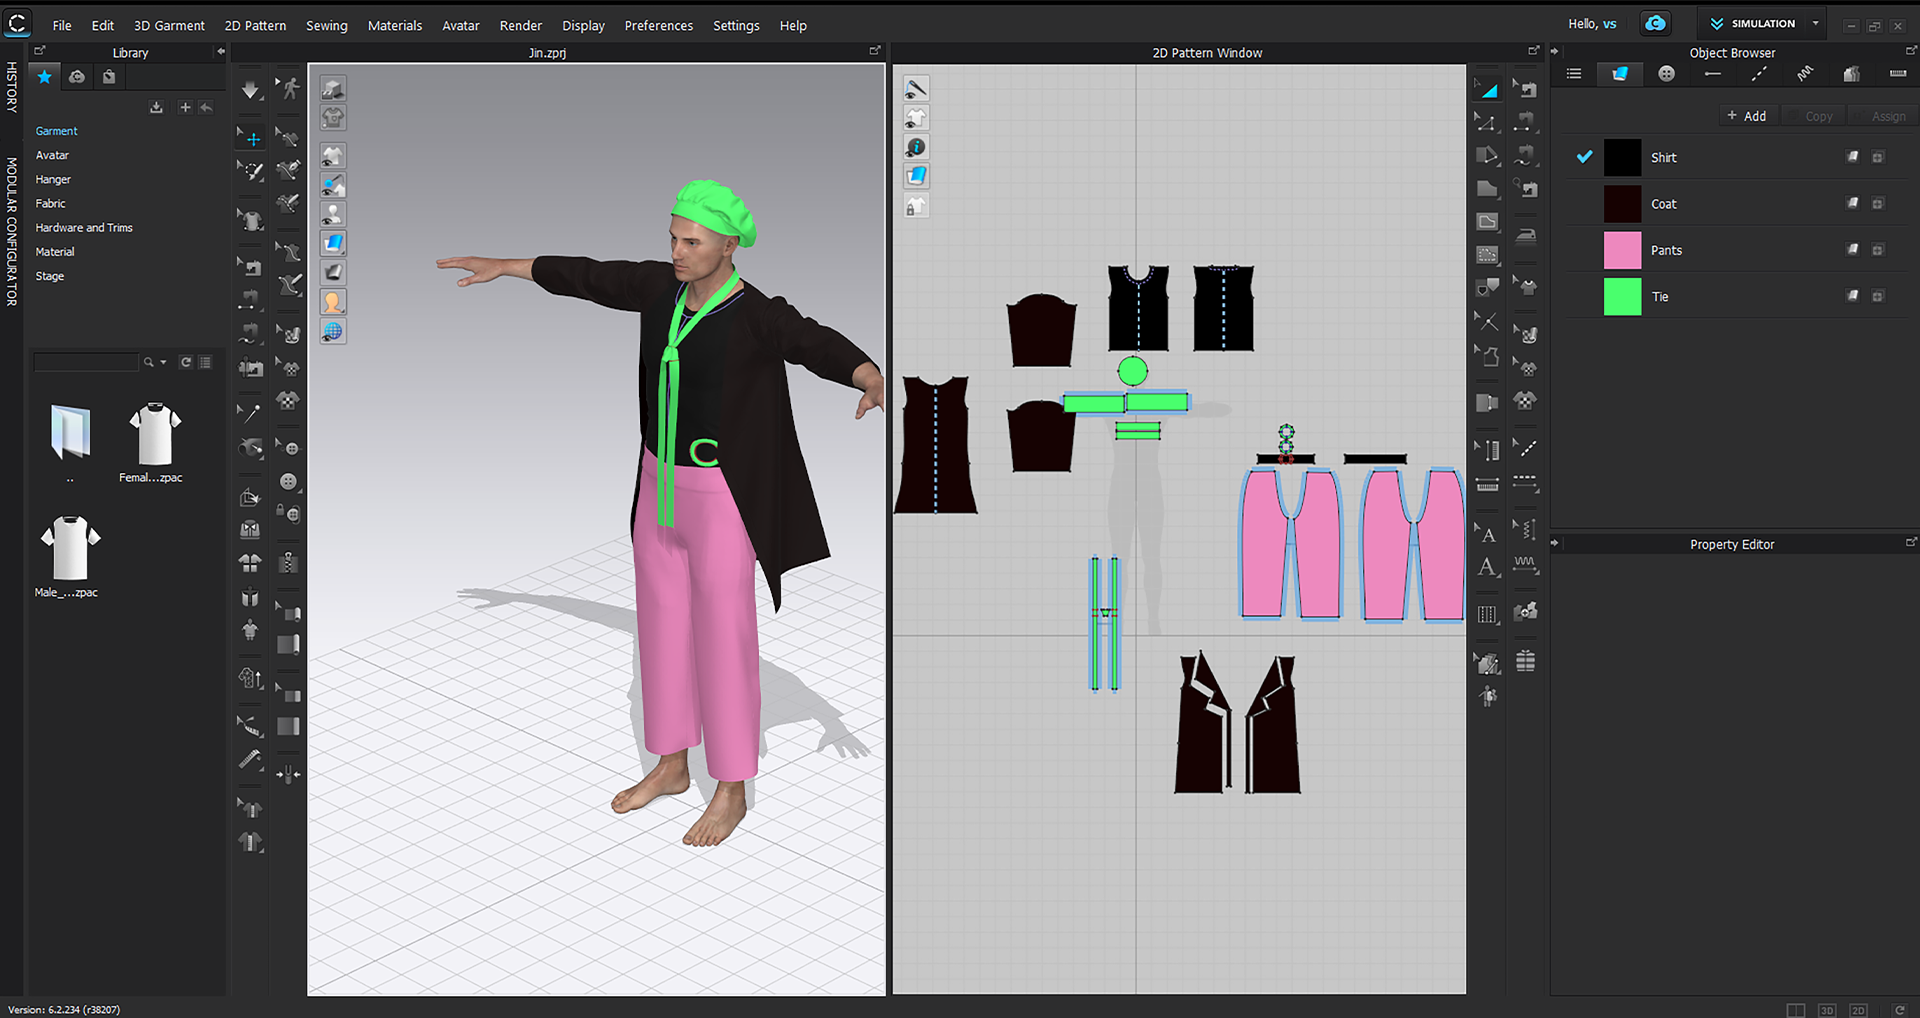 File Edit 3D Garment 2D Pattern Sewing Materials Avatar Render Display Preferences Settings Help
Hello, vs
SIMULATION
Library
Jin.zprj
2D Pattern Window
Object Browser
HISTORY
MODULAR CONFIGURATOR
Garment
Avatar
Hanger
Fabric
Hardware and Trims
Material
Stage
..
Femal...zpac
Male_...zpac
+ Add Copy Assign
Shirt
Coat
Pants
Tie
Property Editor
A
A
Version: 6.2.234 (r38207)
3D 2D